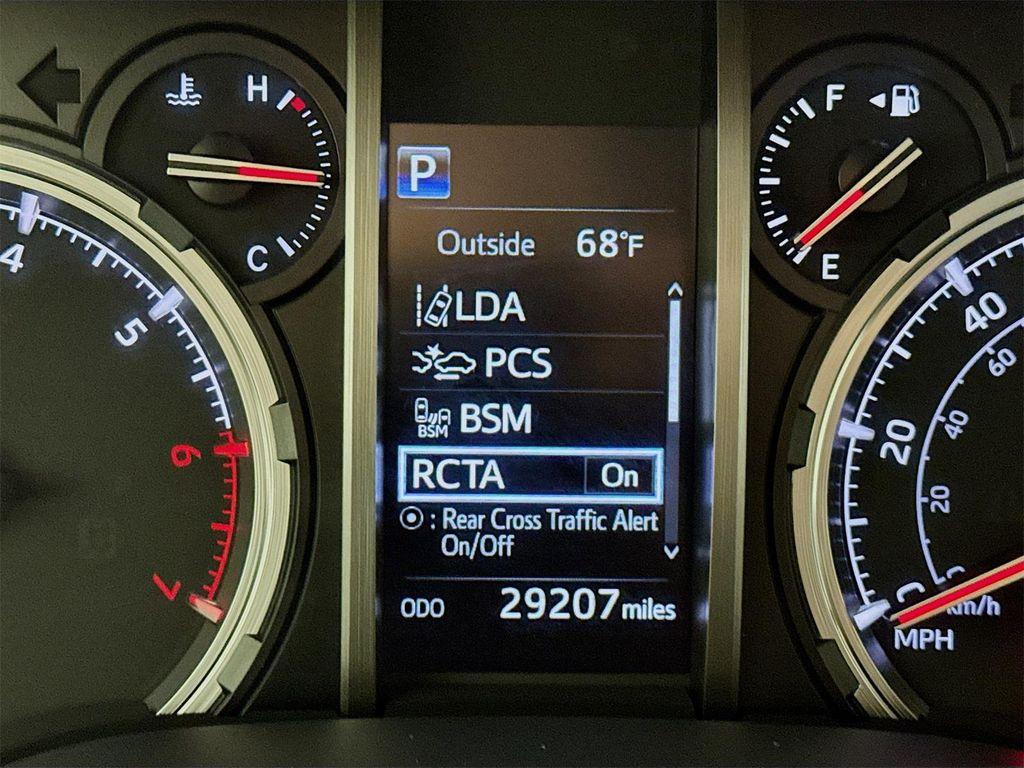 H
C
4
5
6
7
P
Outside 68°F
LDA
PCS
BSM BSM
RCTA On
: Rear Cross Traffic Alert
On/Off
ODO 29207 miles
F
E
40
60
20
40
20
0
0
km/h
MPH